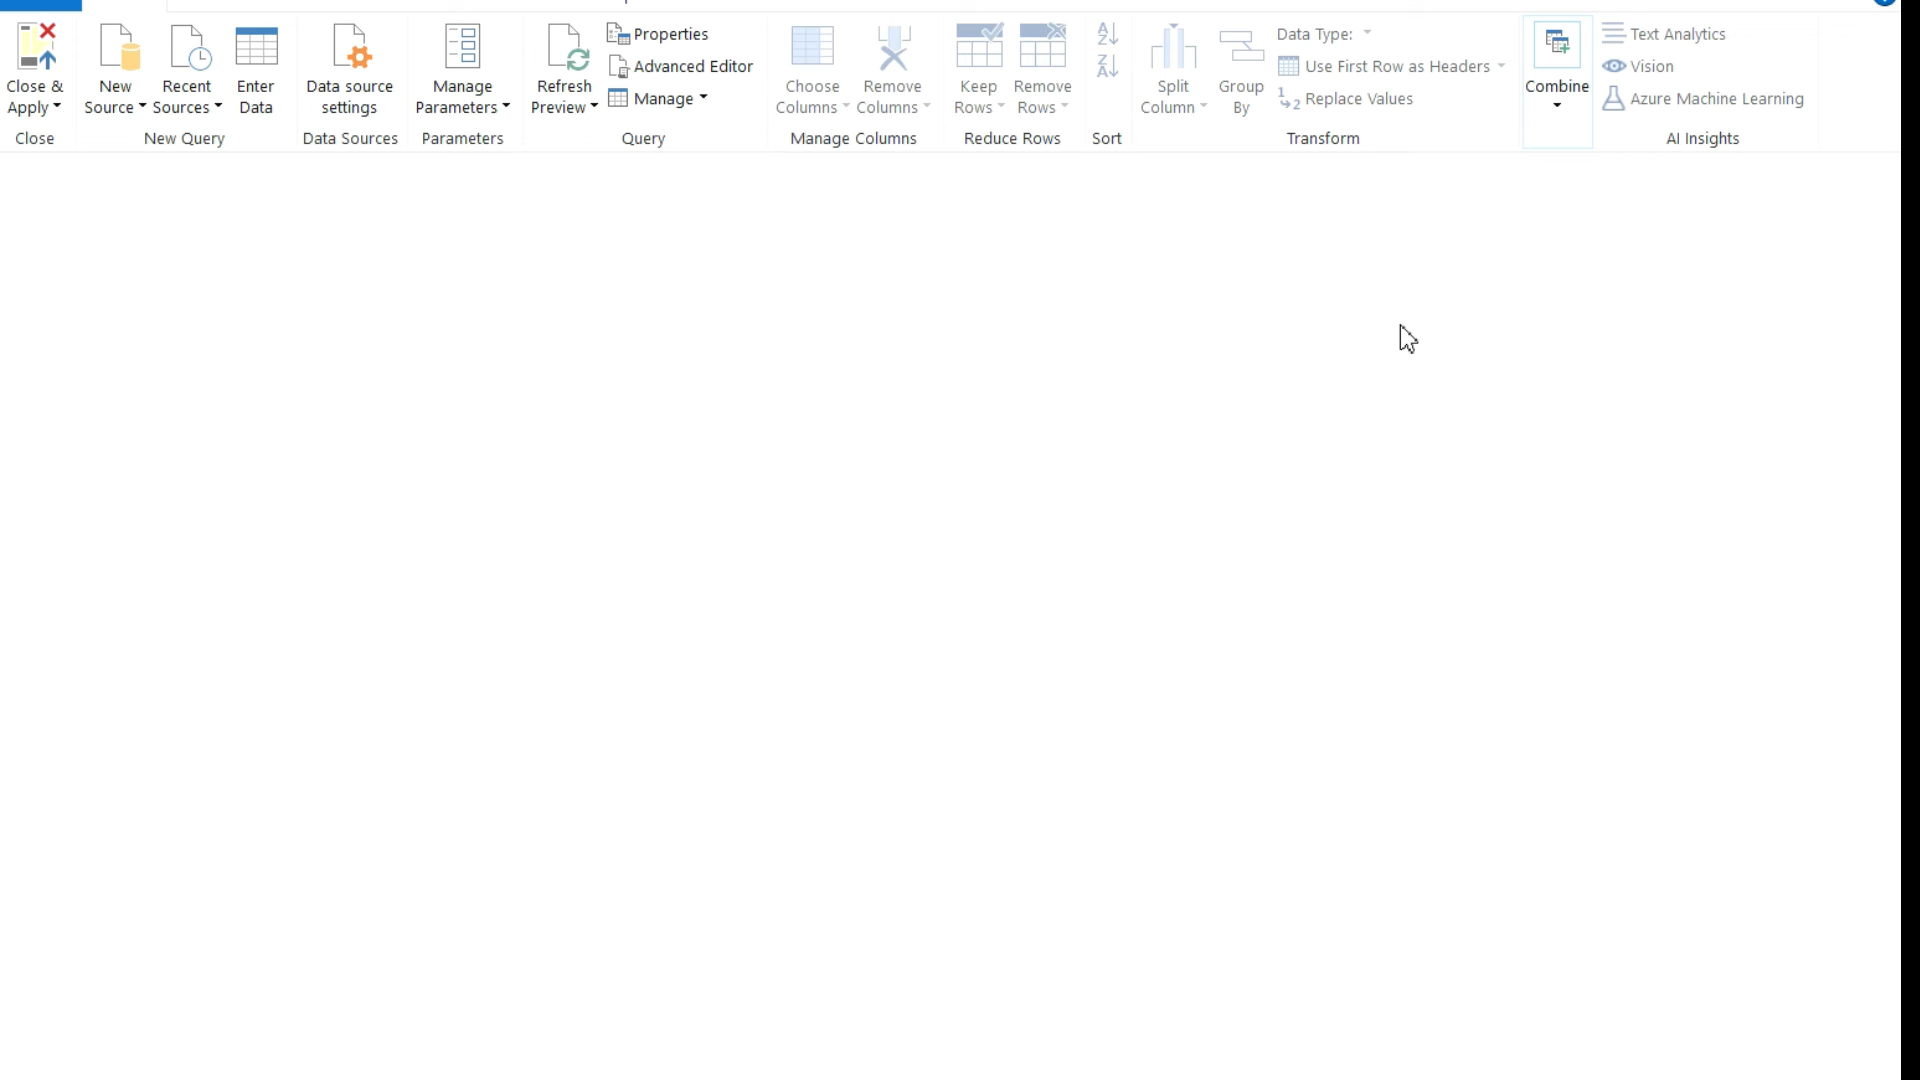 Close &
Apply
Close
New
Source
Recent
Sources
Enter
Data
New Query
Data source
settings
Data Sources
Manage
Parameters
Parameters
Refresh
Preview
Properties
Advanced Editor
Manage
Query
Choose
Columns
Remove
Columns
Manage Columns
Keep
Rows
Remove
Rows
Reduce Rows
A
Z
Z
A
Sort
Split
Column
Group
By
Data Type:
Use First Row as Headers
1
2
Replace Values
Transform
Combine
Text Analytics
Vision
Azure Machine Learning
AI Insights